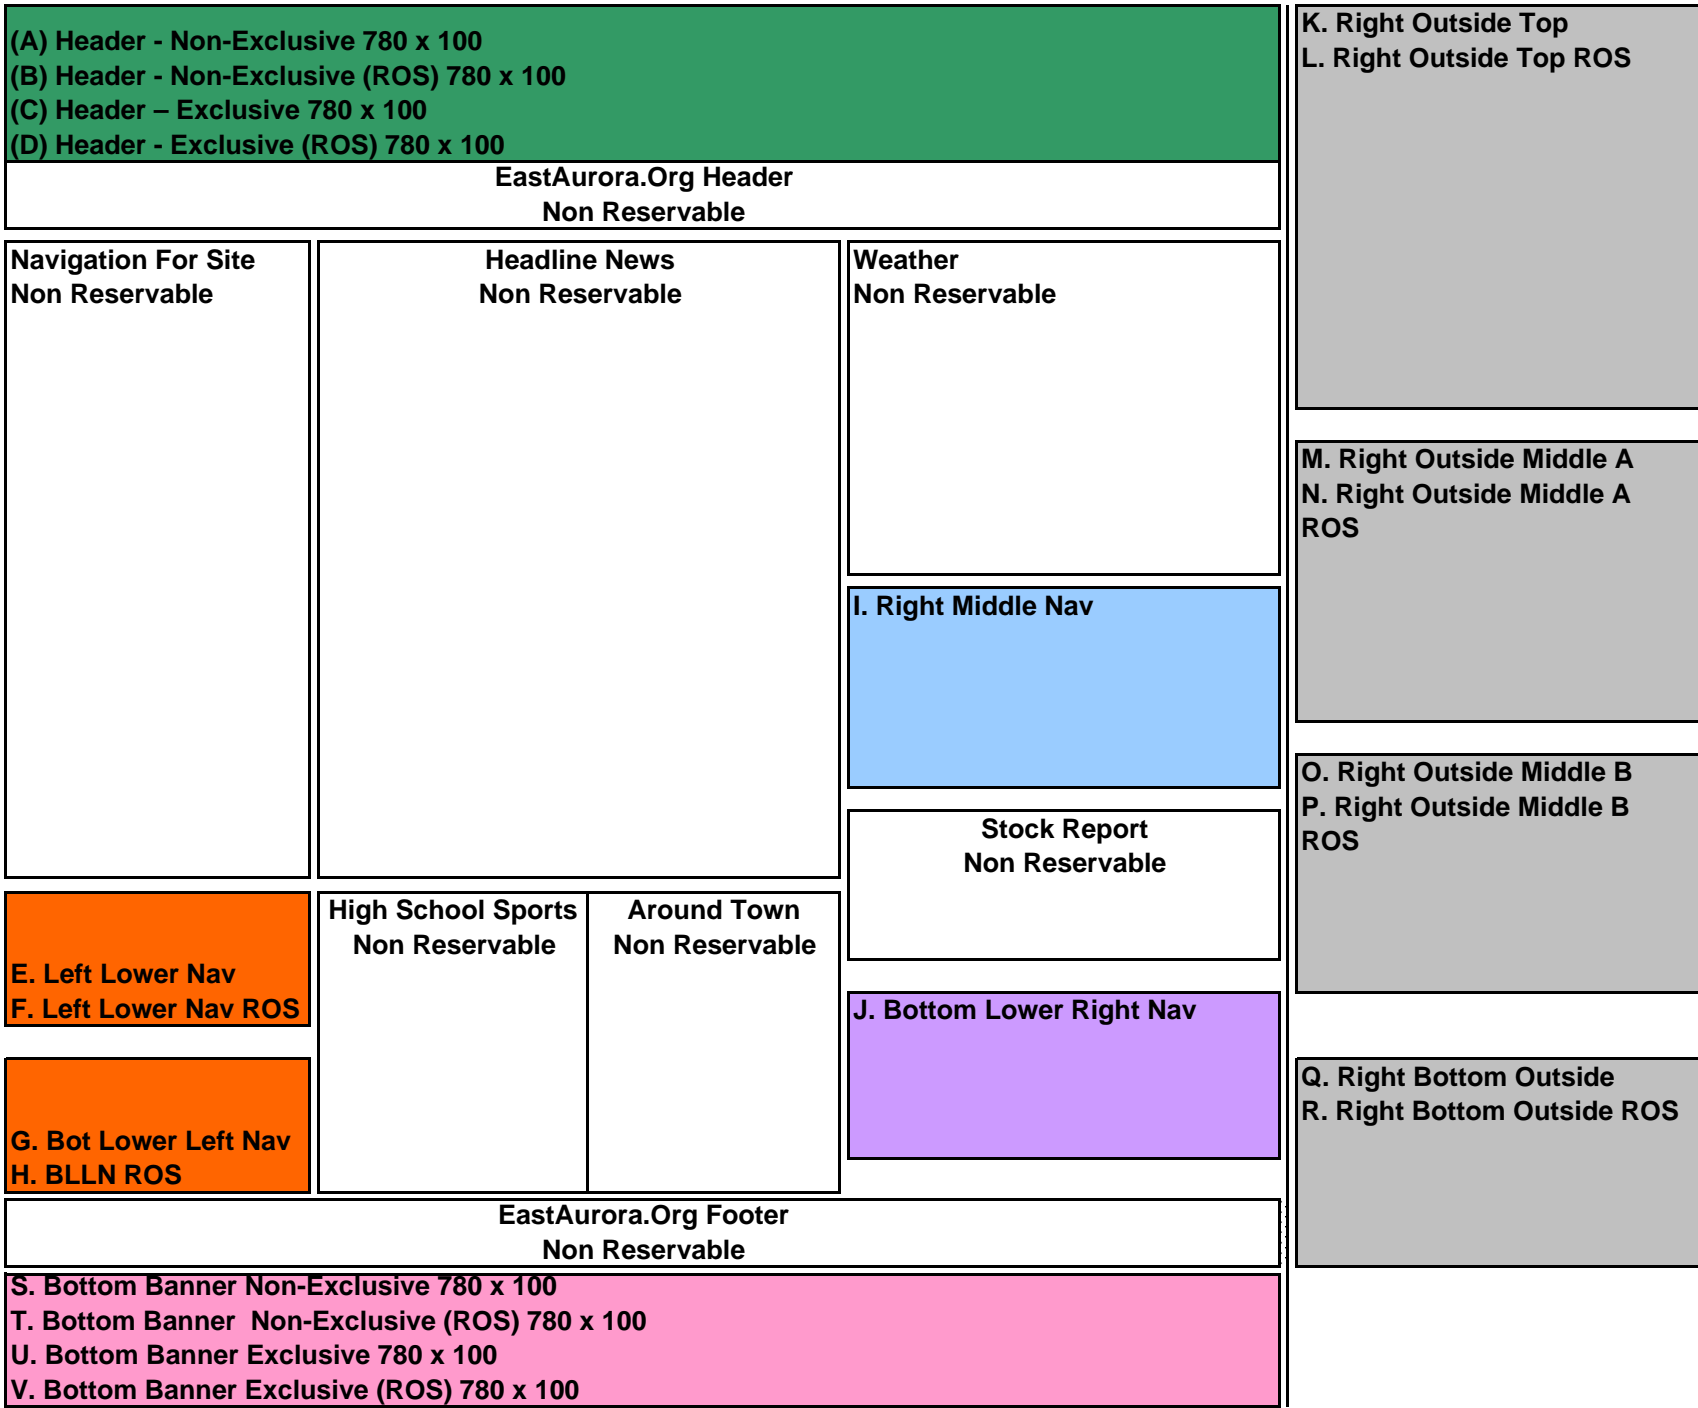 (A) Header - Non-Exclusive 780 x 100
(B) Header - Non-Exclusive (ROS) 780 x 100
(C) Header – Exclusive 780 x 100
(D) Header - Exclusive (ROS) 780 x 100
EastAurora.Org Header
Non Reservable
Navigation For Site
Non Reservable
Headline News
Non Reservable
Weather
Non Reservable
I. Right Middle Nav
Stock Report
Non Reservable
E. Left Lower Nav
F. Left Lower Nav ROS
High School Sports
Non Reservable
Around Town
Non Reservable
J. Bottom Lower Right Nav
G. Bot Lower Left Nav
H. BLLN ROS
EastAurora.Org Footer
Non Reservable
S. Bottom Banner Non-Exclusive 780 x 100
T. Bottom Banner  Non-Exclusive (ROS) 780 x 100
U. Bottom Banner Exclusive 780 x 100
V. Bottom Banner Exclusive (ROS) 780 x 100
K. Right Outside Top
L. Right Outside Top ROS
M. Right Outside Middle A
N. Right Outside Middle A
ROS
O. Right Outside Middle B
P. Right Outside Middle B
ROS
Q. Right Bottom Outside
R. Right Bottom Outside ROS